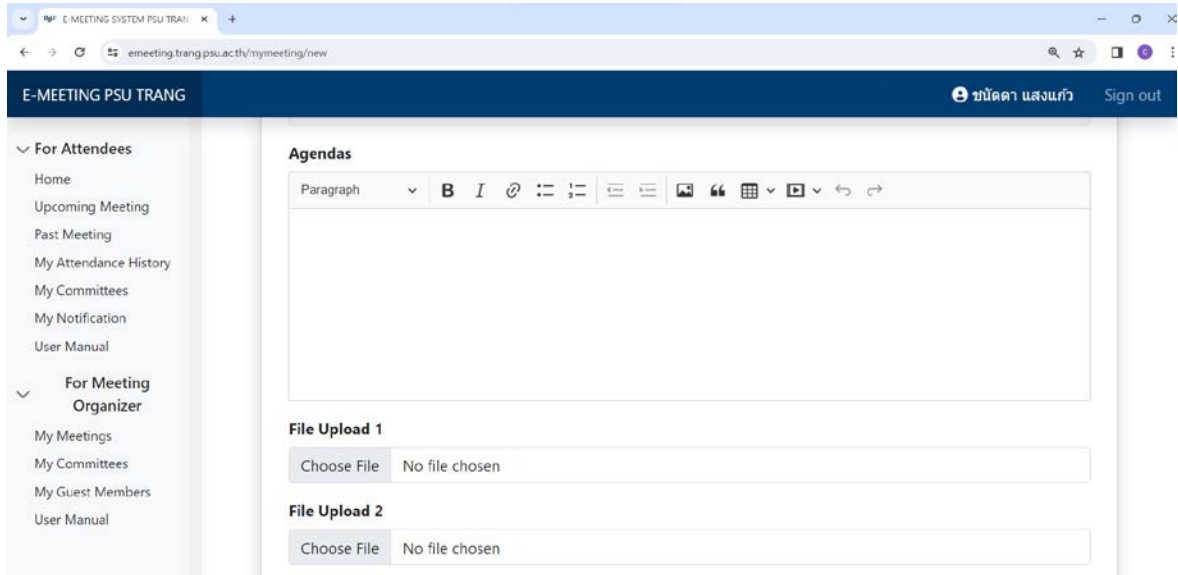 E-MEETING SYSTEM PSU TRAN
emeeting.trang.psu.ac.th/mymeeting/new
E-MEETING PSU TRANG
ชนัดดา แสงแก้ว
Sign out
For Attendees
Home
Upcoming Meeting
Past Meeting
My Attendance History
My Committees
My Notification
User Manual
For Meeting
Organizer
My Meetings
My Committees
My Guest Members
User Manual
Agendas
Paragraph
File Upload 1
Choose File No file chosen
File Upload 2
Choose File No file chosen